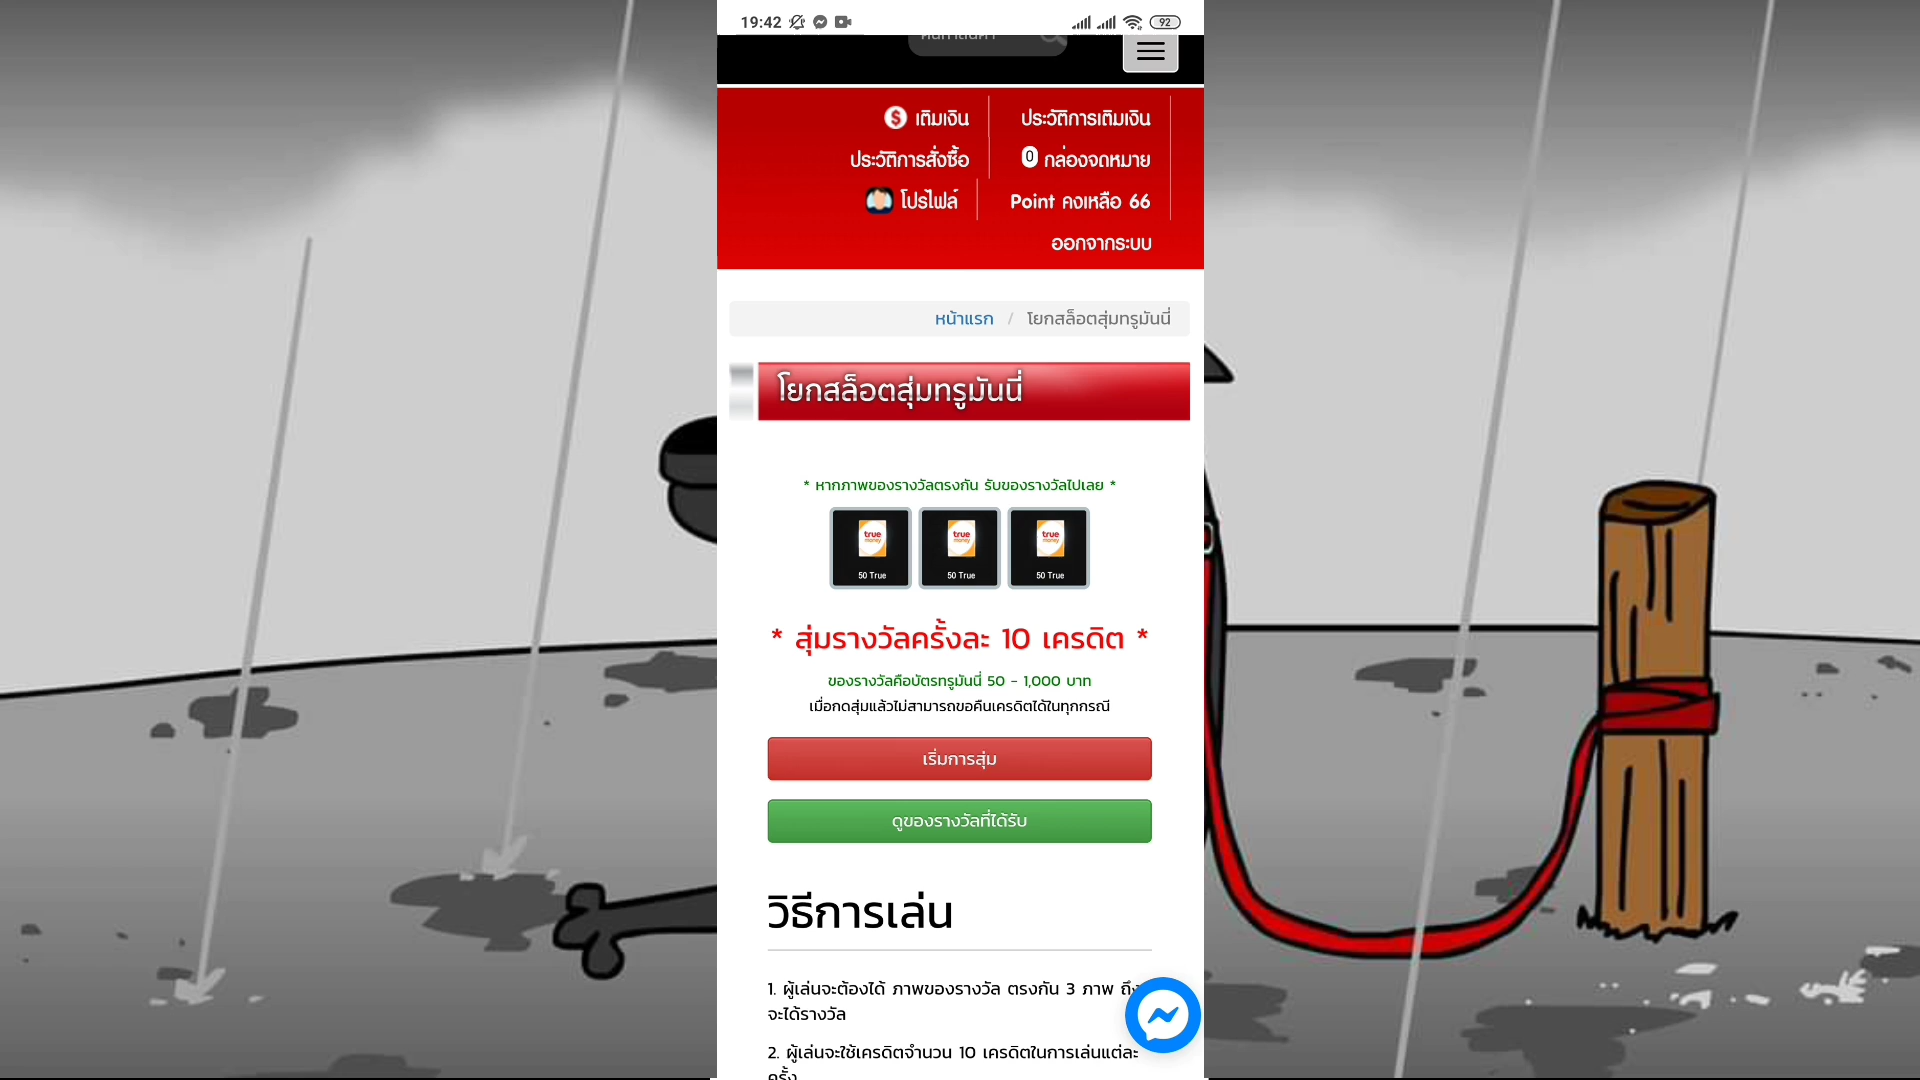 19:42
92
เติมเงิน ประวัติการเติมเงิน
ประวัติการสั่งซื้อ 0 กล่องจดหมาย
โปรไฟล์ Point คงเหลือ 66
ออกจากระบบ
หน้าแรก / โยกสล็อตสุ่มทรูมันนี่
โยกสล็อตสุ่มทรูมันนี่
* หากภาพของรางวัลตรงกัน รับของรางวัลไปเลย *
true money true money true money
50 True 50 True 50 True
* สุ่มรางวัลครั้งละ 10 เครดิต *
ของรางวัลคือบัตรทรูมันนี่ 50 - 1,000 บาท
เมื่อกดสุ่มแล้วไม่สามารถขอคืนเครดิตได้ในทุกกรณี
เริ่มการสุ่ม
ดูของรางวัลที่ได้รับ
วิธีการเล่น
1. ผู้เล่นจะต้องได้ ภาพของรางวัล ตรงกัน 3 ภาพ ถึง
จะได้รางวัล
2. ผู้เล่นจะใช้เครดิตจำนวน 10 เครดิตในการเล่นแต่ละ
ครั้ง